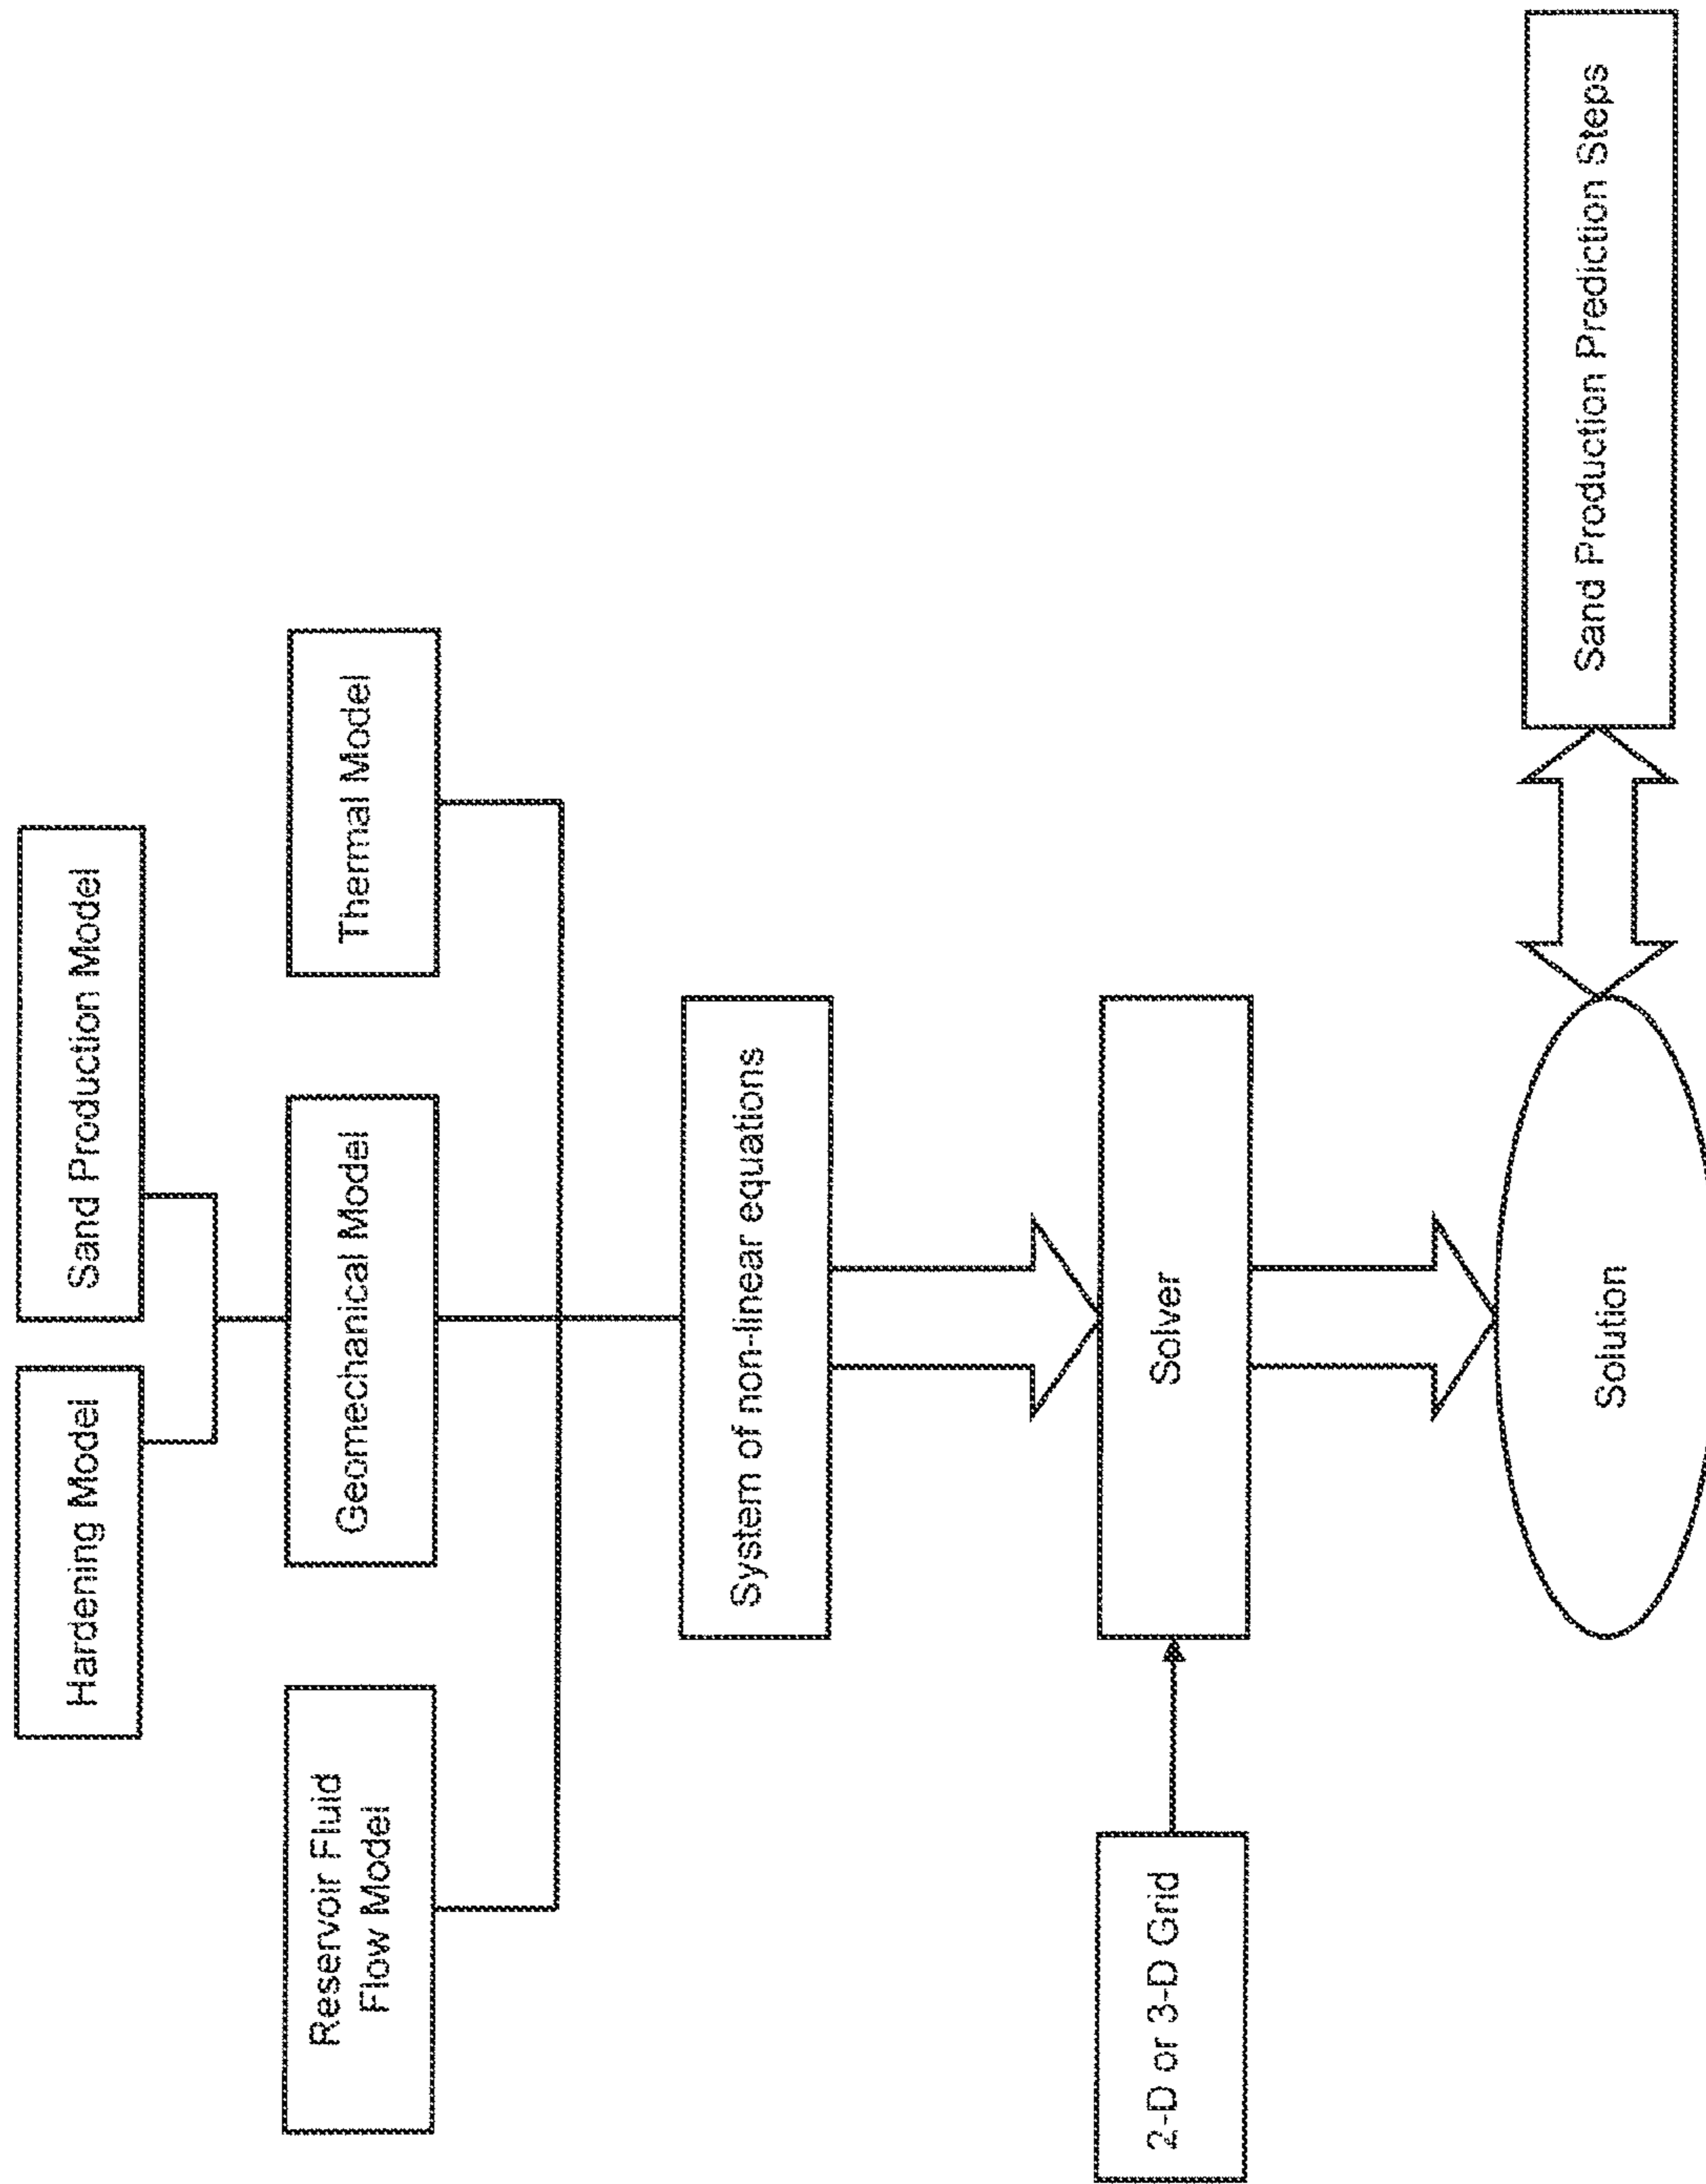 Hardening Model
Sand Production Model
Reservoir Fluid
Flow Model
Geomechanical Model
Thermal Model
System of non-linear equations
2-D or 3-D Grid
Solver
Solution
Sand Production Prediction Steps